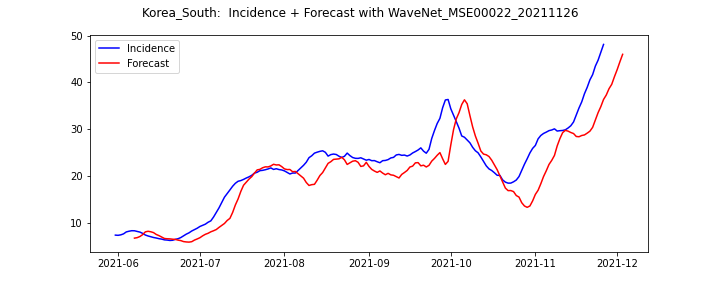 Korea_South:  Incidence + Forecast with WaveNet_MSE00022_20211126
Incidence
Forecast
50
40
30
20
10
2021-06 2021-07 2021-08 2021-09 2021-10 2021-11 2021-12